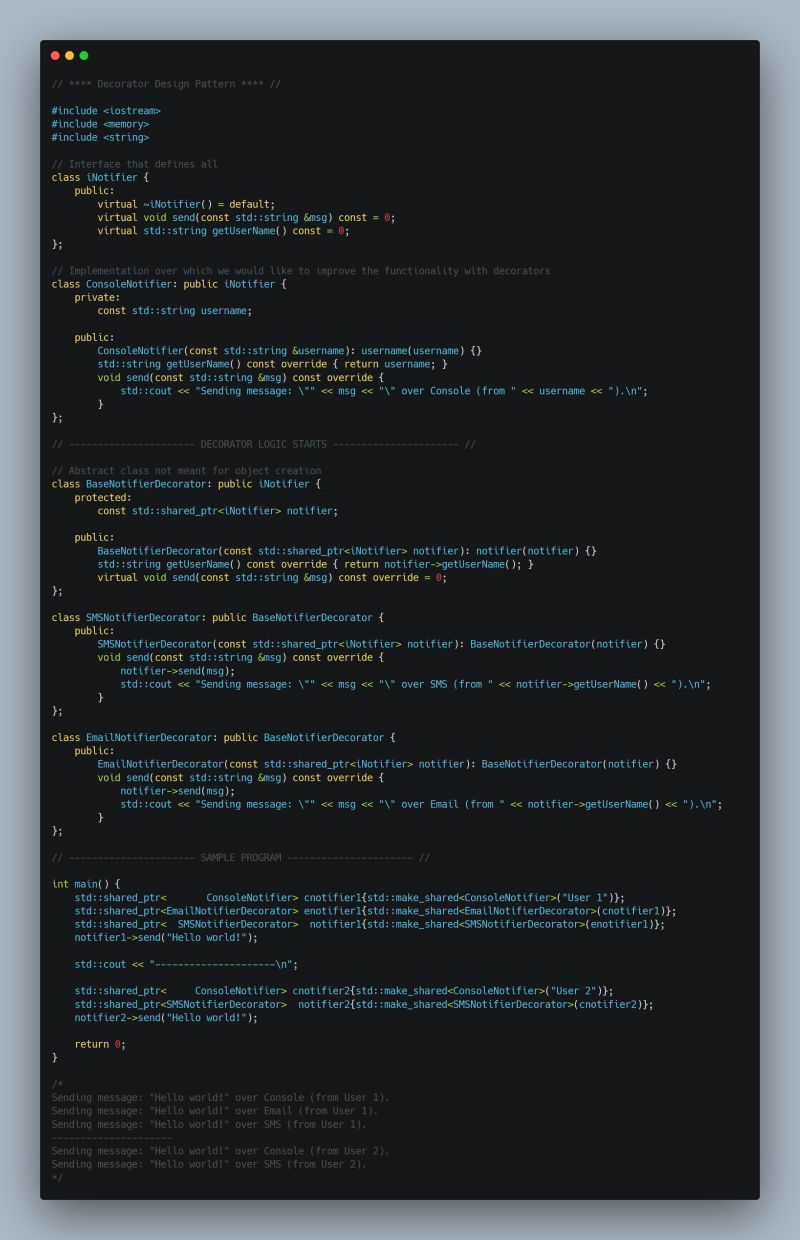 // **** Decorator Design Pattern **** //

#include <iostream>
#include <memory>
#include <string>

// Interface that defines all
class iNotifier {
    public:
        virtual ~iNotifier() = default;
        virtual void send(const std::string &msg) const = 0;
        virtual std::string getUserName() const = 0;
};

// Implementation over which we would like to improve the functionality with decorators
class ConsoleNotifier: public iNotifier {
    private:
        const std::string username;

    public:
        ConsoleNotifier(const std::string &username): username(username) {}
        std::string getUserName() const override { return username; }
        void send(const std::string &msg) const override {
            std::cout << "Sending message: \"" << msg << "\" over Console (from " << username << ").\n";
        }
};

// ---------------------- DECORATOR LOGIC STARTS ---------------------- //

// Abstract class not meant for object creation
class BaseNotifierDecorator: public iNotifier {
    protected:
        const std::shared_ptr<iNotifier> notifier;

    public:
        BaseNotifierDecorator(const std::shared_ptr<iNotifier> notifier): notifier(notifier) {}
        std::string getUserName() const override { return notifier->getUserName(); }
        virtual void send(const std::string &msg) const override = 0;
};

class SMSNotifierDecorator: public BaseNotifierDecorator {
    public:
        SMSNotifierDecorator(const std::shared_ptr<iNotifier> notifier): BaseNotifierDecorator(notifier) {}
        void send(const std::string &msg) const override {
            notifier->send(msg);
            std::cout << "Sending message: \"" << msg << "\" over SMS (from " << notifier->getUserName() << ").\n";
        }
};

class EmailNotifierDecorator: public BaseNotifierDecorator {
    public:
        EmailNotifierDecorator(const std::shared_ptr<iNotifier> notifier): BaseNotifierDecorator(notifier) {}
        void send(const std::string &msg) const override {
            notifier->send(msg);
            std::cout << "Sending message: \"" << msg << "\" over Email (from " << notifier->getUserName() << ").\n";
        }
};

// ---------------------- SAMPLE PROGRAM ---------------------- //

int main() {
    std::shared_ptr<       ConsoleNotifier> cnotifier1{std::make_shared<ConsoleNotifier>("User 1")};
    std::shared_ptr<EmailNotifierDecorator> enotifier1{std::make_shared<EmailNotifierDecorator>(cnotifier1)};
    std::shared_ptr<  SMSNotifierDecorator>  notifier1{std::make_shared<SMSNotifierDecorator>(enotifier1)};
    notifier1->send("Hello world!");

    std::cout << "---------------------\n";

    std::shared_ptr<     ConsoleNotifier> cnotifier2{std::make_shared<ConsoleNotifier>("User 2")};
    std::shared_ptr<SMSNotifierDecorator>  notifier2{std::make_shared<SMSNotifierDecorator>(cnotifier2)};
    notifier2->send("Hello world!");

    return 0;
}

/*
Sending message: "Hello world!" over Console (from User 1).
Sending message: "Hello world!" over Email (from User 1).
Sending message: "Hello world!" over SMS (from User 1).
---------------------
Sending message: "Hello world!" over Console (from User 2).
Sending message: "Hello world!" over SMS (from User 2).
*/